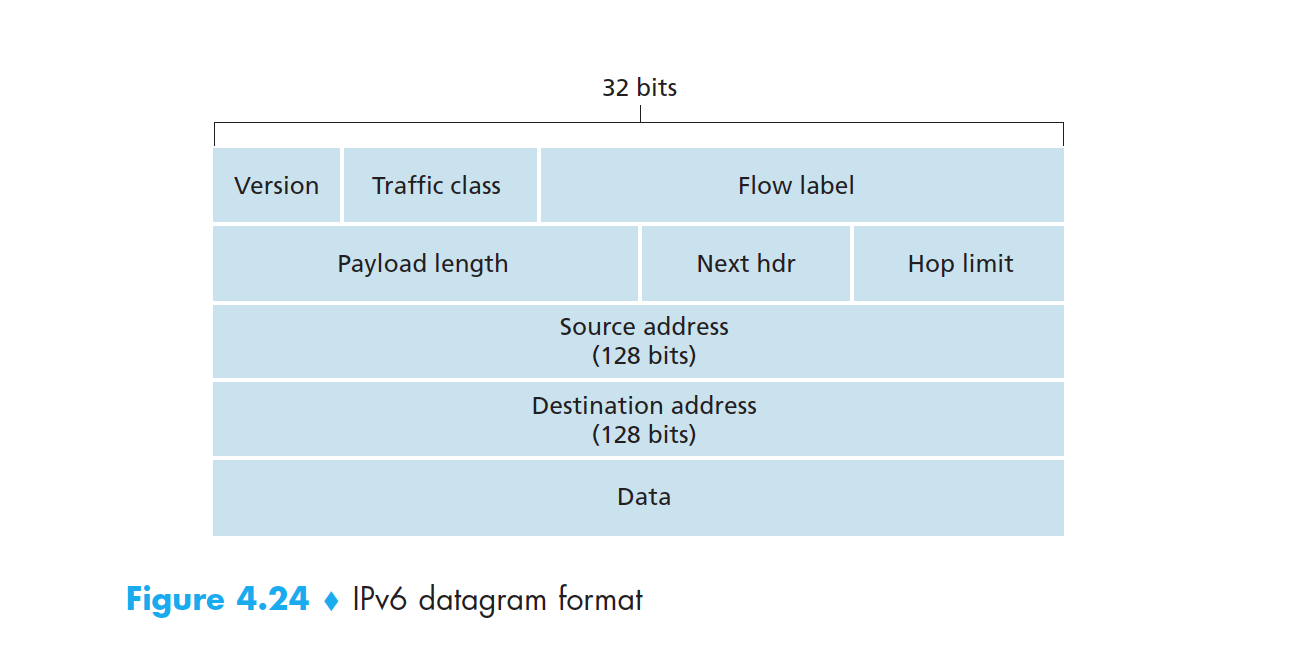 32 bits
Version Traffic class Flow label
Payload length Next hdr Hop limit
Source address
(128 bits)
Destination address
(128 bits)
Data
Figure 4.24 ♦ IPv6 datagram format